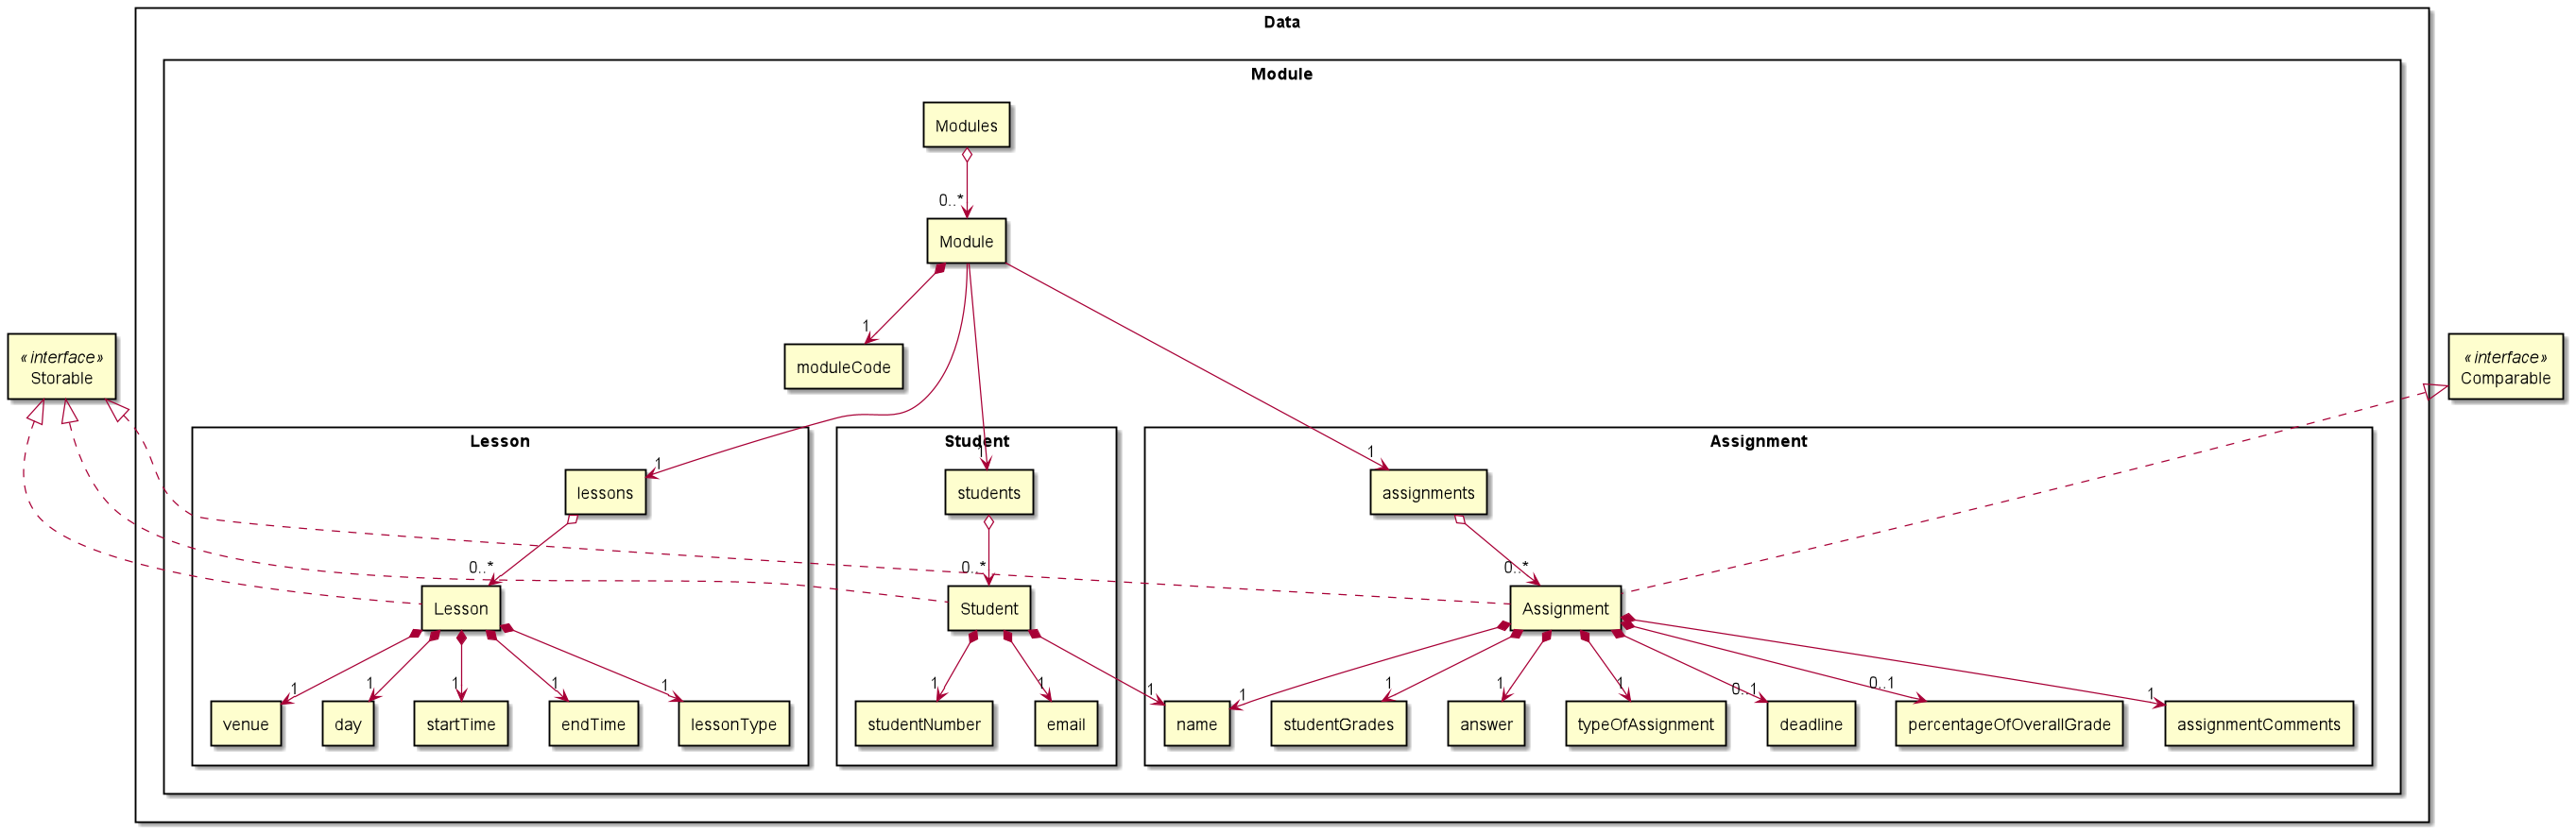 Data
Module
Modules
0..*
Module
1
moduleCode
«interface»
Storable
«interface»
Comparable
Lesson
Student
Assignment
1
1
1
lessons
students
assignments
0..*
0..*
0..*
Lesson
Student
Assignment
1
1
1
1
1
1
1
1
1
1
1
1
0..1
0..1
1
venue
day
startTime
endTime
lessonType
studentNumber
email
name
studentGrades
answer
typeOfAssignment
deadline
percentageOfOverallGrade
assignmentComments